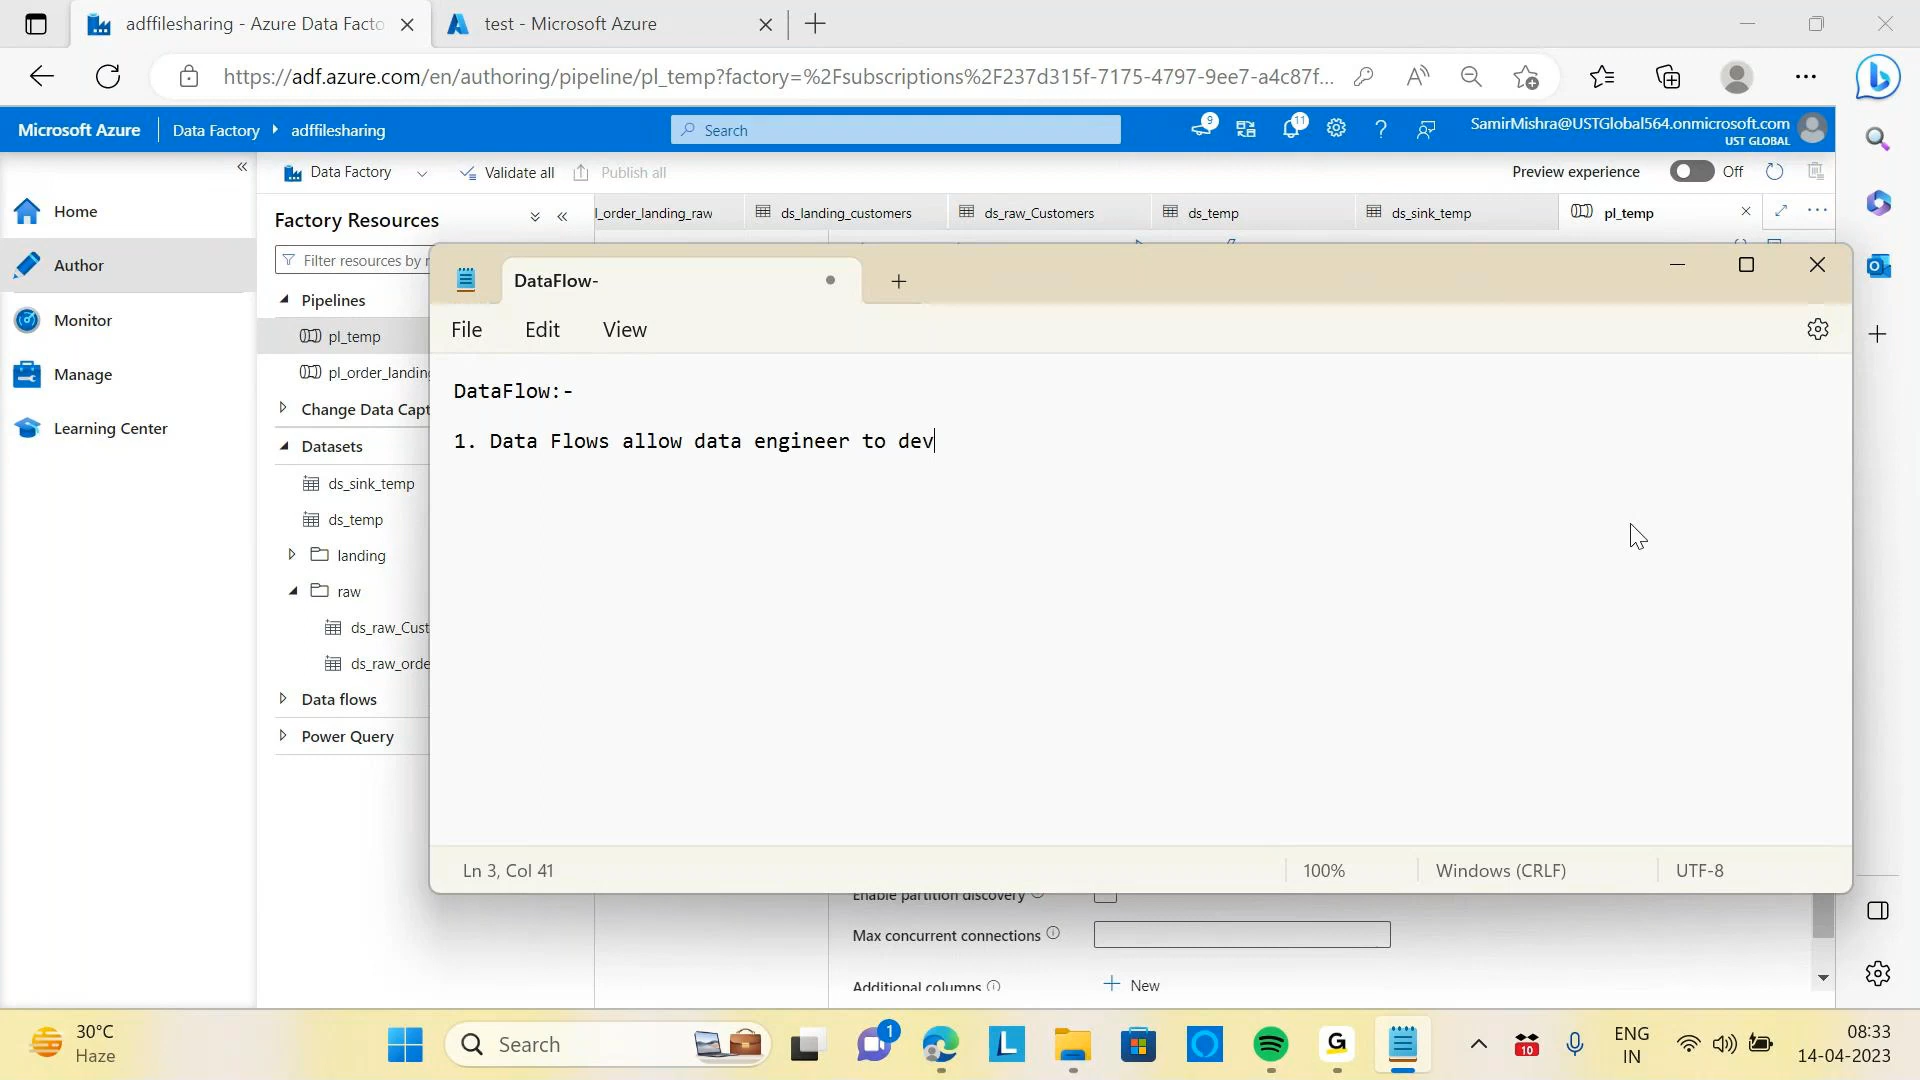 adffilesharing - Azure Data Facto
test - Microsoft Azure
https://adf.azure.com/en/authoring/pipeline/pl_temp?factory=%2Fsubscriptions%2F237d315f-7175-4797-9ee7-a4c87f...
Microsoft Azure
Data Factory
adffilesharing
Search
9
11
SamirMishra@USTGlobal564.onmicrosoft.com
UST GLOBAL
Data Factory
Validate all
Publish all
Preview experience
Off
Home
Author
Monitor
Manage
Learning Center
Factory Resources
Filter resources by
Pipelines
pl_temp
pl_order_landing
Change Data Capt
Datasets
ds_sink_temp
ds_temp
landing
raw
ds_raw_Cust
ds_raw_orde
Data flows
Power Query
l_order_landing_raw
ds_landing_customers
ds_raw_Customers
ds_temp
ds_sink_temp
pl_temp
DataFlow-
File
Edit
View
DataFlow:-
1. Data Flows allow data engineer to dev
Ln 3, Col 41
100%
Windows (CRLF)
UTF-8
Enable partition discovery
Max concurrent connections
Additional columns
New
30°C
Haze
Search
1
10
ENG
IN
08:33
14-04-2023